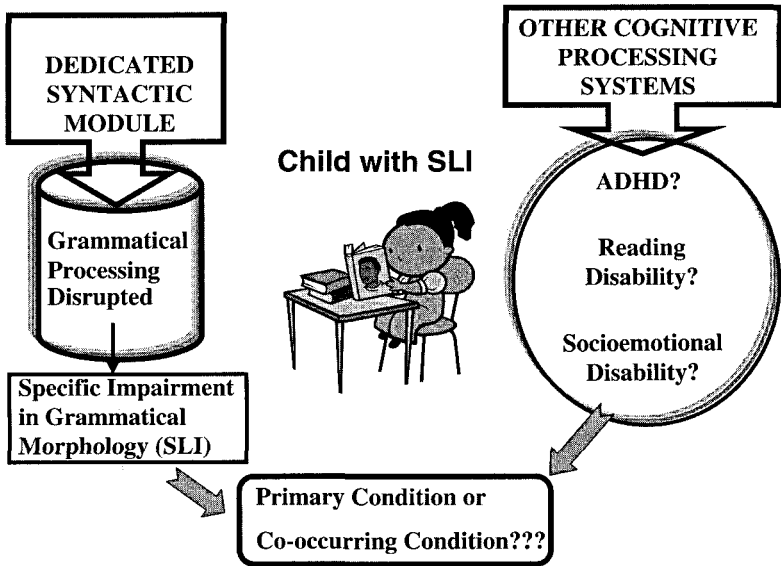 DEDICATED
SYNTACTIC
MODULE
OTHER COGNITIVE
PROCESSING
SYSTEMS
Child with SLI
Grammatical
Processing
Disrupted
ADHD?
Reading
Disability?
Socioemotional
Disability?
Specific Impairment
in Grammatical
Morphology (SLI)
Primary Condition or
Co-occurring Condition???